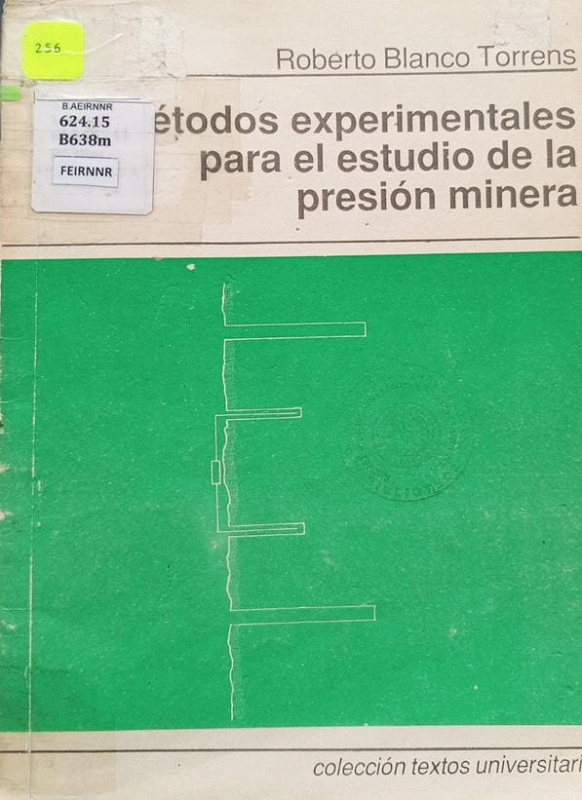 256
Roberto Blanco Torrens
B.AEIRNNR
624.15
B638m
FEIRNNR
étodos experimentales
para el estudio de la
presión minera
colección textos universitari